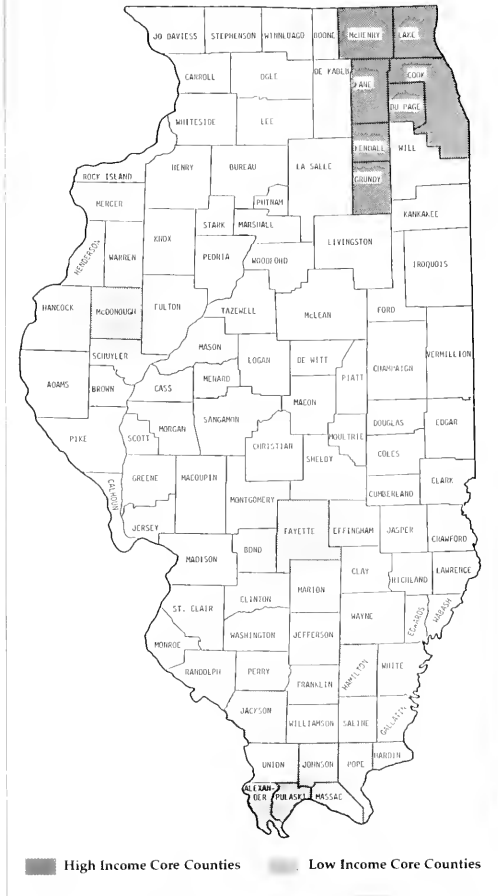 JO DAVIESS STEPHENSON WINNEBAGO BOONE McHENRY LAKE
CARROLL OGLE DE KALB KANE COOK
DU PAGE
WHITESIDE LEE
KENDALL WILL
ROCK ISLAND HENRY BUREAU LA SALLE GRUNDY
MERCER PUTNAM
STARK MARSHALL KANKAKEE
HENDERSON WARREN KNOX PEORIA WOODFORD LIVINGSTON IROQUOIS
HANCOCK McDONOUGH FULTON TAZEWELL McLEAN FORD
MASON
SCHUYLER LOGAN DE WITT VERMILLION
ADAMS BROWN CASS MENARD PIATT CHAMPAIGN
MACON
PIKE SCOTT MORGAN SANGAMON DOUGLAS EDGAR
CHRISTIAN MOULTRIE
SHELBY COLES
CALHOUN GREENE MACOUPIN CLARK
MONTGOMERY CUMBERLAND
JERSEY FAYETTE EFFINGHAM JASPER CRAWFORD
MADISON BOND
CLAY RICHLAND LAWRENCE
ST. CLAIR CLINTON MARION
WAYNE EDWARDS WABASH
MONROE WASHINGTON JEFFERSON
RANDOLPH PERRY HAMILTON WHITE
FRANKLIN
JACKSON GALLATIN
WILLIAMSON SALINE
UNION JOHNSON POPE HARDIN
ALEXAN-
DER PULASKI MASSAC
High Income Core Counties Low Income Core Counties